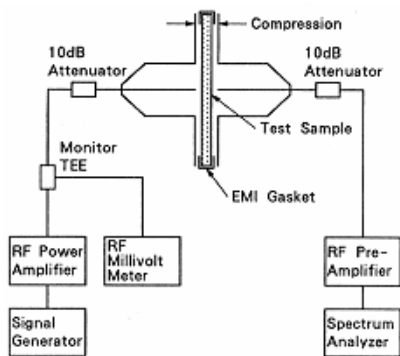 Compression
10dB
Attenuator
10dB
Attenuator
Test Sample
Monitor
TEE
EMI Gasket
RF Power
Amplifier
RF
Millivolt
Meter
RF Pre-
Amplifier
Signal
Generator
Spectrum
Analyzer